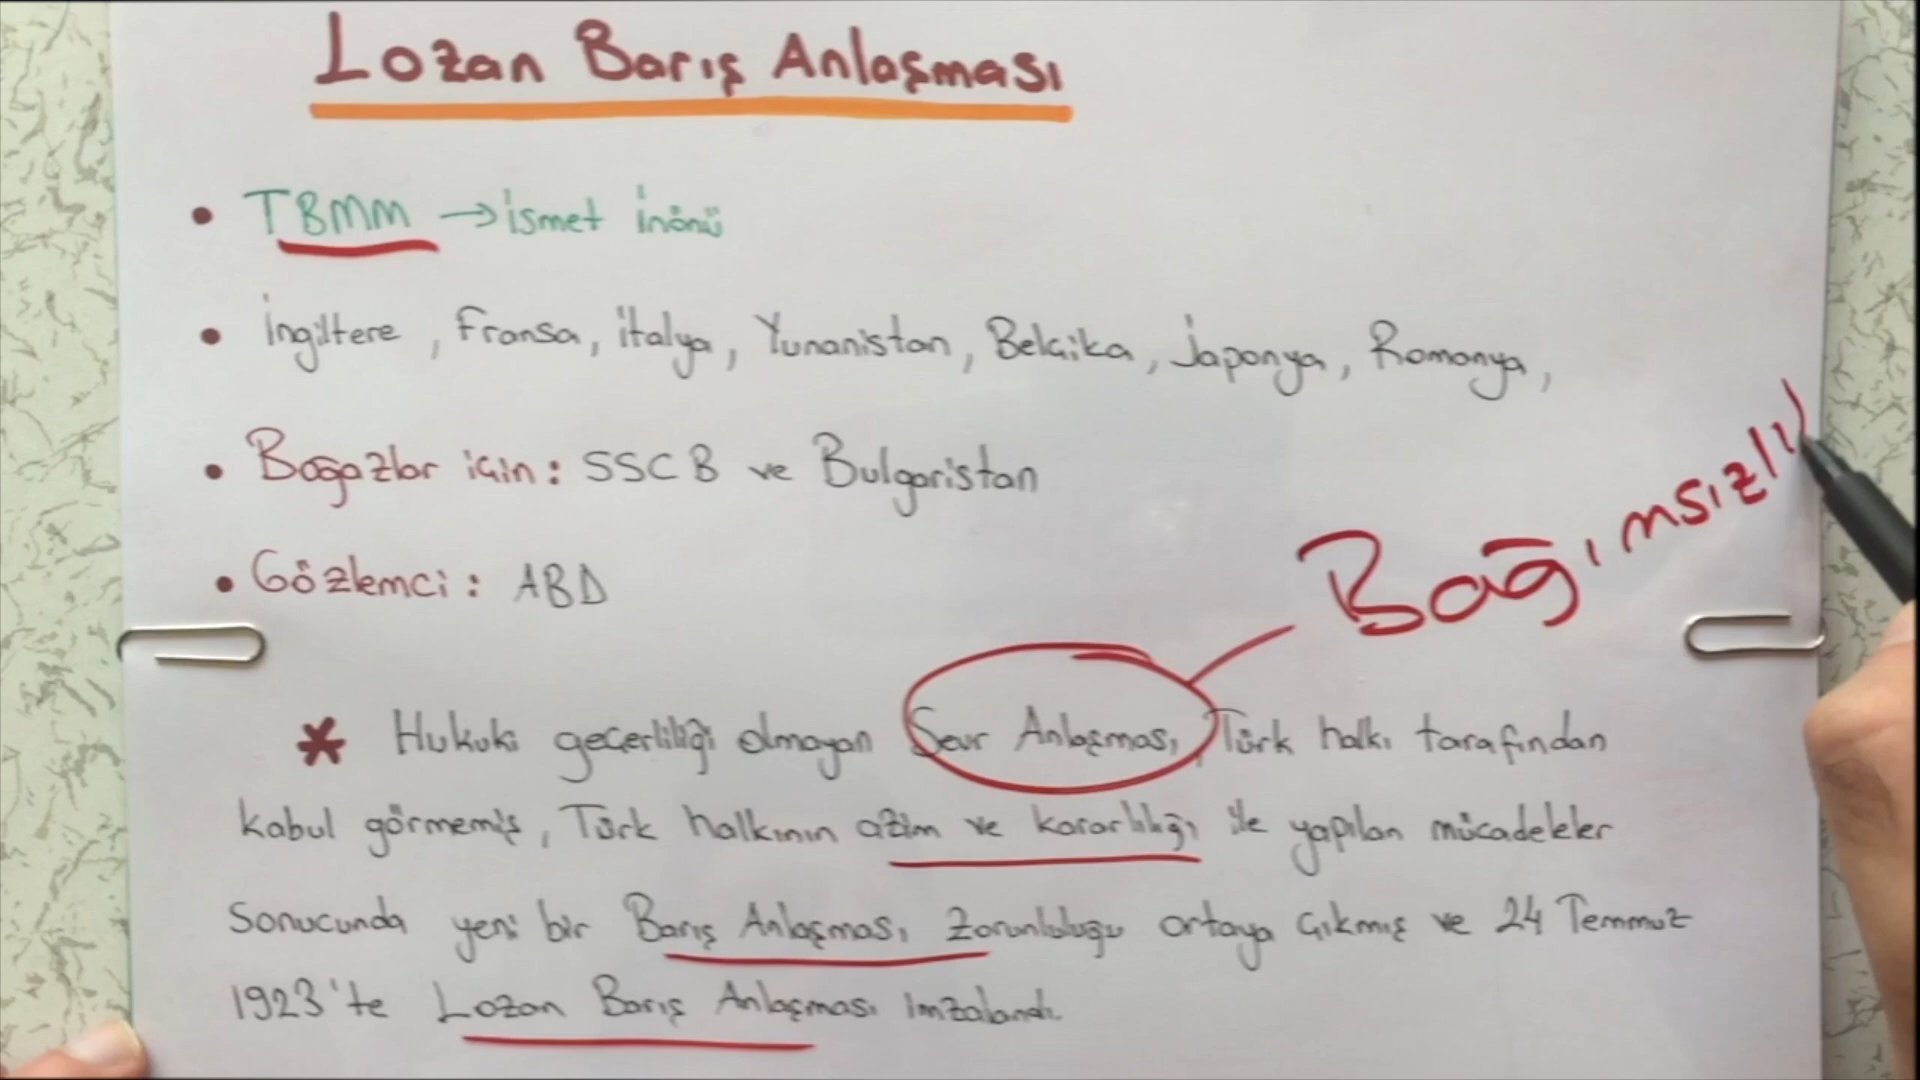 Lozan Barış Anlaşması
• TBMM → İsmet İnönü
• İngiltere, Fransa, İtalya, Yunanistan, Belçika, Japonya, Romanya,
• Boğazlar için: SSCB ve Bulgaristan
• Gözlemci: ABD
Bağımsızlı
* Hukuki geçerliliği olmayan Sevr Anlaşması, Türk halkı tarafından
kabul görmemiş, Türk halkının azim ve kararlılığı ile yapılan mücadeleler
sonucunda yeni bir Barış Anlaşması zorunluluğu ortaya çıkmış ve 24 Temmuz
1923'te Lozan Barış Anlaşması imzalandı.